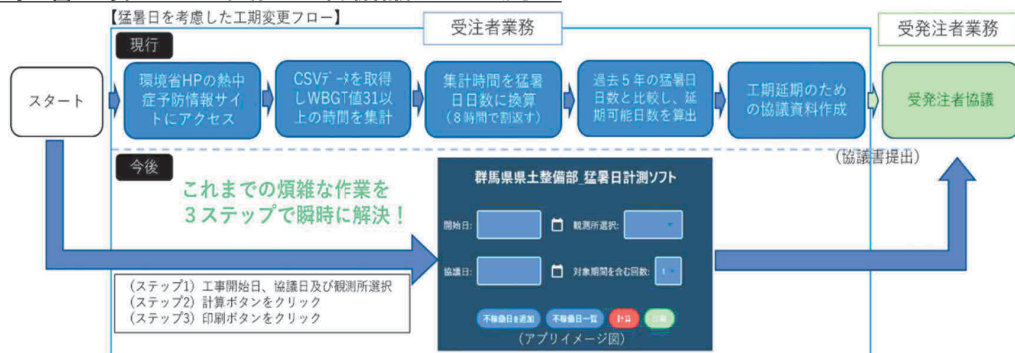 【猛暑日を考慮した工期変更フロー】
受注者業務
受発注者業務
現行
スタート
環境省HPの熱中
症予防情報サイ
トにアクセス
CSVデータを取得
しWBGT値31以
上の時間を集計
集計時間を猛暑
日日数に換算
(8時間で割返す)
過去5年の猛暑日
日数と比較し、延
期可能日数を算出
工期延期のため
の協議資料作成
受発注者協議
(協議書提出)
今後
これまでの煩雑な作業を
3ステップで瞬時に解決!
群馬県県土整備部_猛暑日計測ソフト
開始日:
観測所選択:
協議日:
対象期間を含む回数:
1
不稼働日を追加
不稼働日一覧
計算
印刷
(アプリイメージ図)
(ステップ1) 工事開始日、協議日及び観測所選択
(ステップ2) 計算ボタンをクリック
(ステップ3) 印刷ボタンをクリック